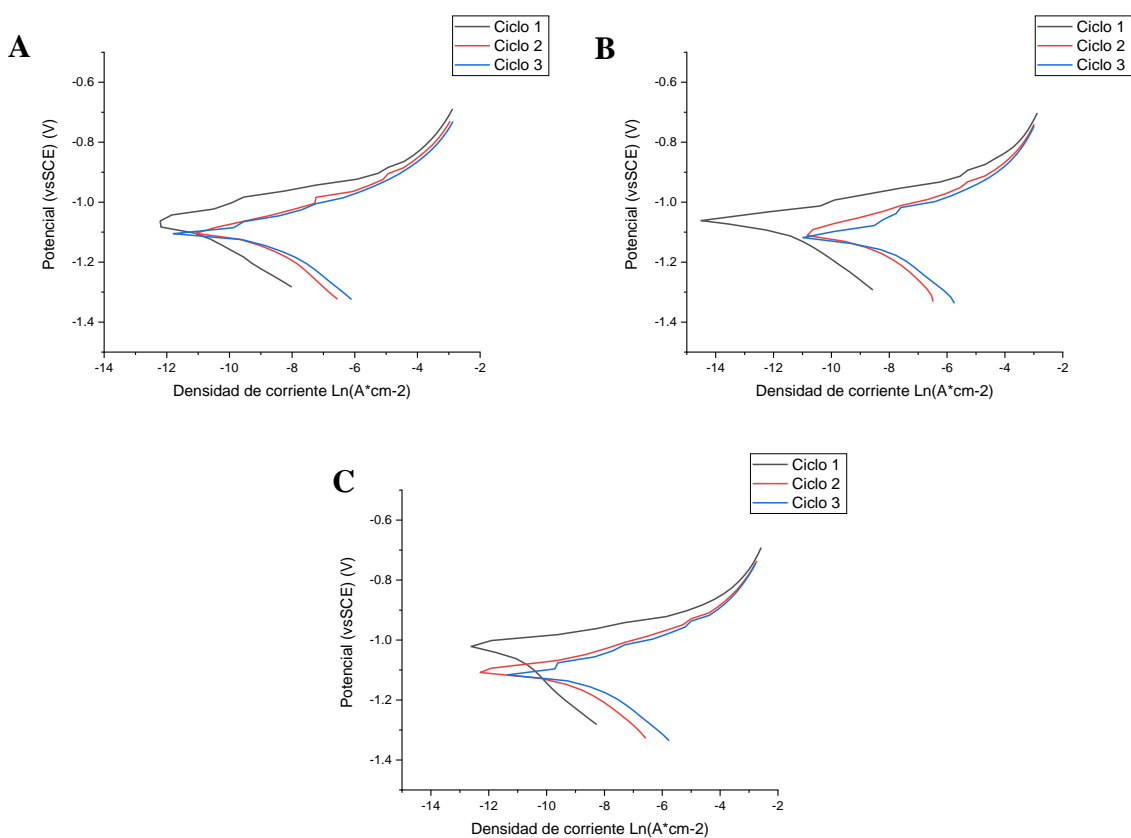 A
Ciclo 1
Ciclo 2
Ciclo 3
-0.6
-0.8
-1.0
-1.2
-1.4
Potencial (vsSCE) (V)
-14 -12 -10 -8 -6 -4 -2
Densidad de corriente Ln(A*cm-2)
B
Ciclo 1
Ciclo 2
Ciclo 3
-0.6
-0.8
-1.0
-1.2
-1.4
Potencial (vsSCE) (V)
-14 -12 -10 -8 -6 -4 -2
Densidad de corriente Ln(A*cm-2)
C
Ciclo 1
Ciclo 2
Ciclo 3
-0.6
-0.8
-1.0
-1.2
-1.4
Potencial (vsSCE) (V)
-14 -12 -10 -8 -6 -4 -2
Densidad de corriente Ln(A*cm-2)